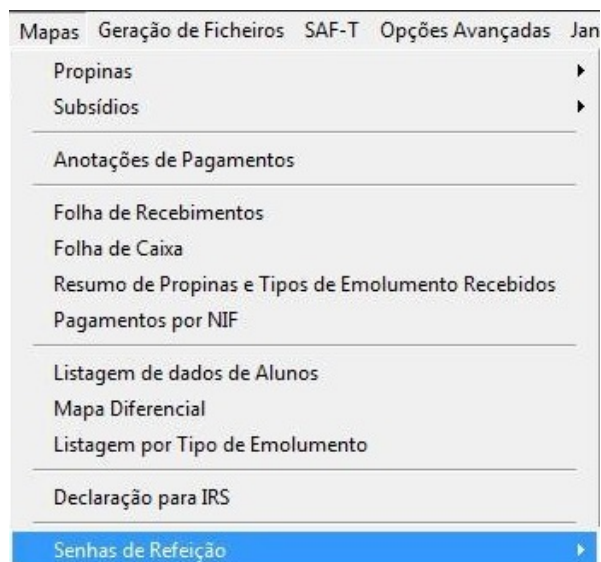 Mapas Geração de Ficheiros SAF-T Opções Avançadas Jan
Propinas
Subsídios
Anotações de Pagamentos
Folha de Recebimentos
Folha de Caixa
Resumo de Propinas e Tipos de Emolumento Recebidos
Pagamentos por NIF
Listagem de dados de Alunos
Mapa Diferencial
Listagem por Tipo de Emolumento
Declaração para IRS
Senhas de Refeição